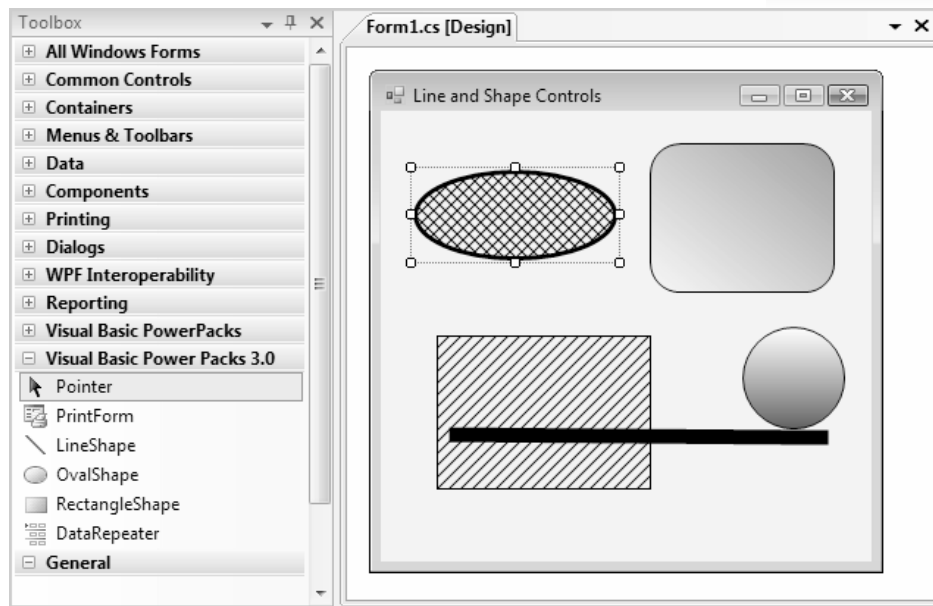 Toolbox
All Windows Forms
Common Controls
Containers
Menus & Toolbars
Data
Components
Printing
Dialogs
WPF Interoperability
Reporting
Visual Basic PowerPacks
Visual Basic Power Packs 3.0
Pointer
PrintForm
LineShape
OvalShape
RectangleShape
DataRepeater
General
Form1.cs [Design]
Line and Shape Controls